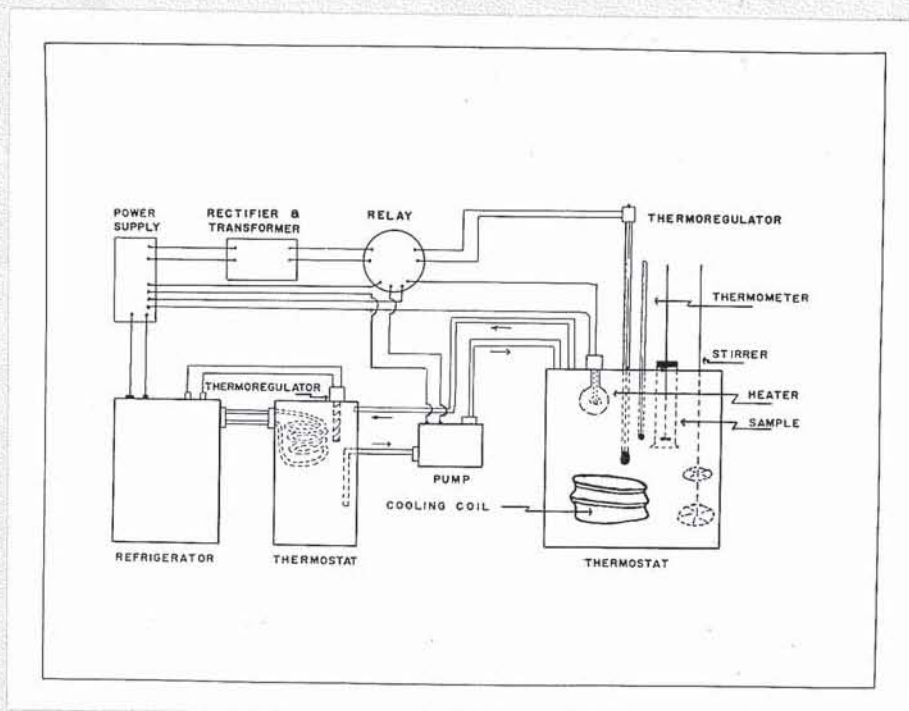 POWER
SUPPLY
RECTIFIER &
TRANSFORMER
RELAY
THERMOREGULATOR
THERMOMETER
STIRRER
THERMOREGULATOR
HEATER
SAMPLE
PUMP
COOLING COIL
REFRIGERATOR
THERMOSTAT
THERMOSTAT